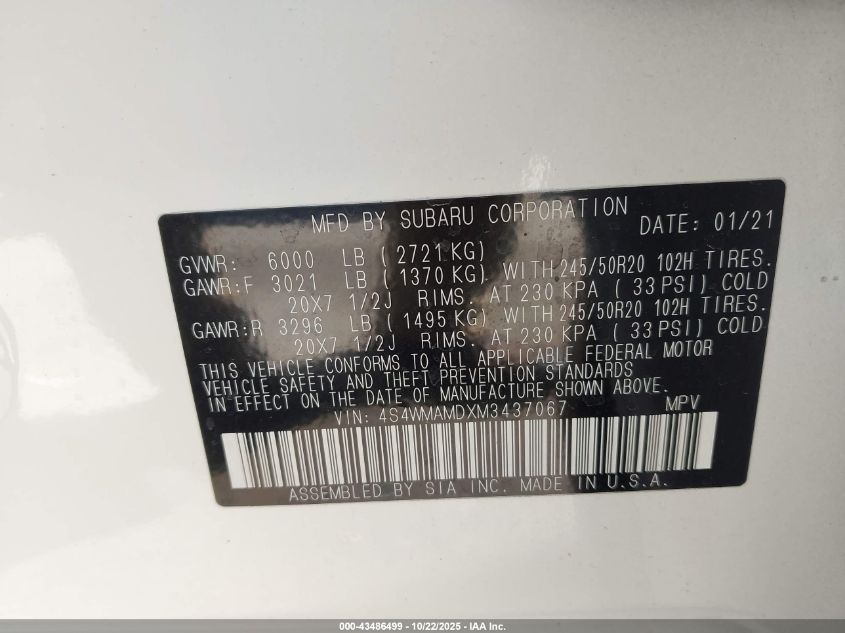 MFD BY SUBARU CORPORATION DATE: 01/21
GVWR: 6000 LB ( 2721 KG)
GAWR:F 3021 LB ( 1370 KG) WITH 245/50R20 102H TIRES.
20X7 1/2J RIMS. AT 230 KPA ( 33 PSI) COLD
GAWR:R 3296 LB ( 1495 KG) WITH 245/50R20 102H TIRES.
20X7 1/2J RIMS. AT 230 KPA ( 33 PSI) COLD
THIS VEHICLE CONFORMS TO ALL APPLICABLE FEDERAL MOTOR
VEHICLE SAFETY AND THEFT PREVENTION STANDARDS
IN EFFECT ON THE DATE OF MANUFACTURE SHOWN ABOVE.
VIN: 4S4WMAMDXM3437067 MPV
ASSEMBLED BY SIA INC. MADE IN U.S.A.
000-43486499 - 10/22/2025 - IAA Inc.